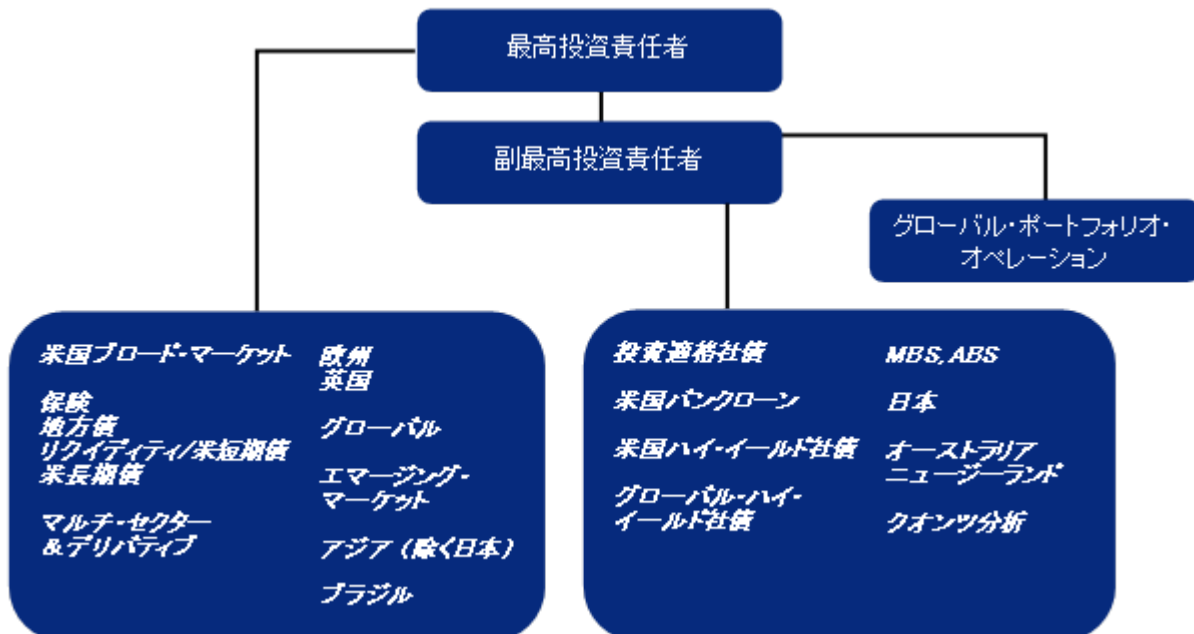 最高投資責任者
副最高投資責任者
グローバル・ポートフォリオ・
オペレーション
米国ブロード・マーケット
保険
地方債
リクイディティ/米短期債
米長期債
マルチ・セクター
&デリバティブ
欧州
英国
グローバル
エマージング・
マーケット
アジア（除く日本）
ブラジル
投資適格社債
米国バンクローン
米国ハイ・イールド社債
グローバル・ハイ・
イールド社債
MBS, ABS
日本
オーストラリア
ニュージーランド
クオンツ分析